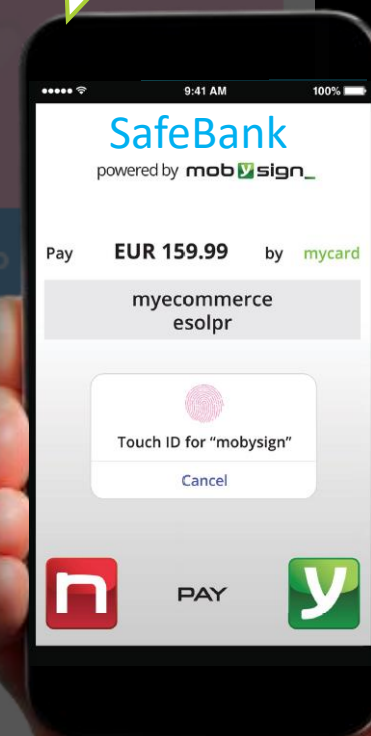 9:41 AM 100%
SafeBank
powered by mobysign_
Pay EUR 159.99 by mycard
myecommerce
esolpr
Touch ID for “mobysign”
Cancel
n PAY y